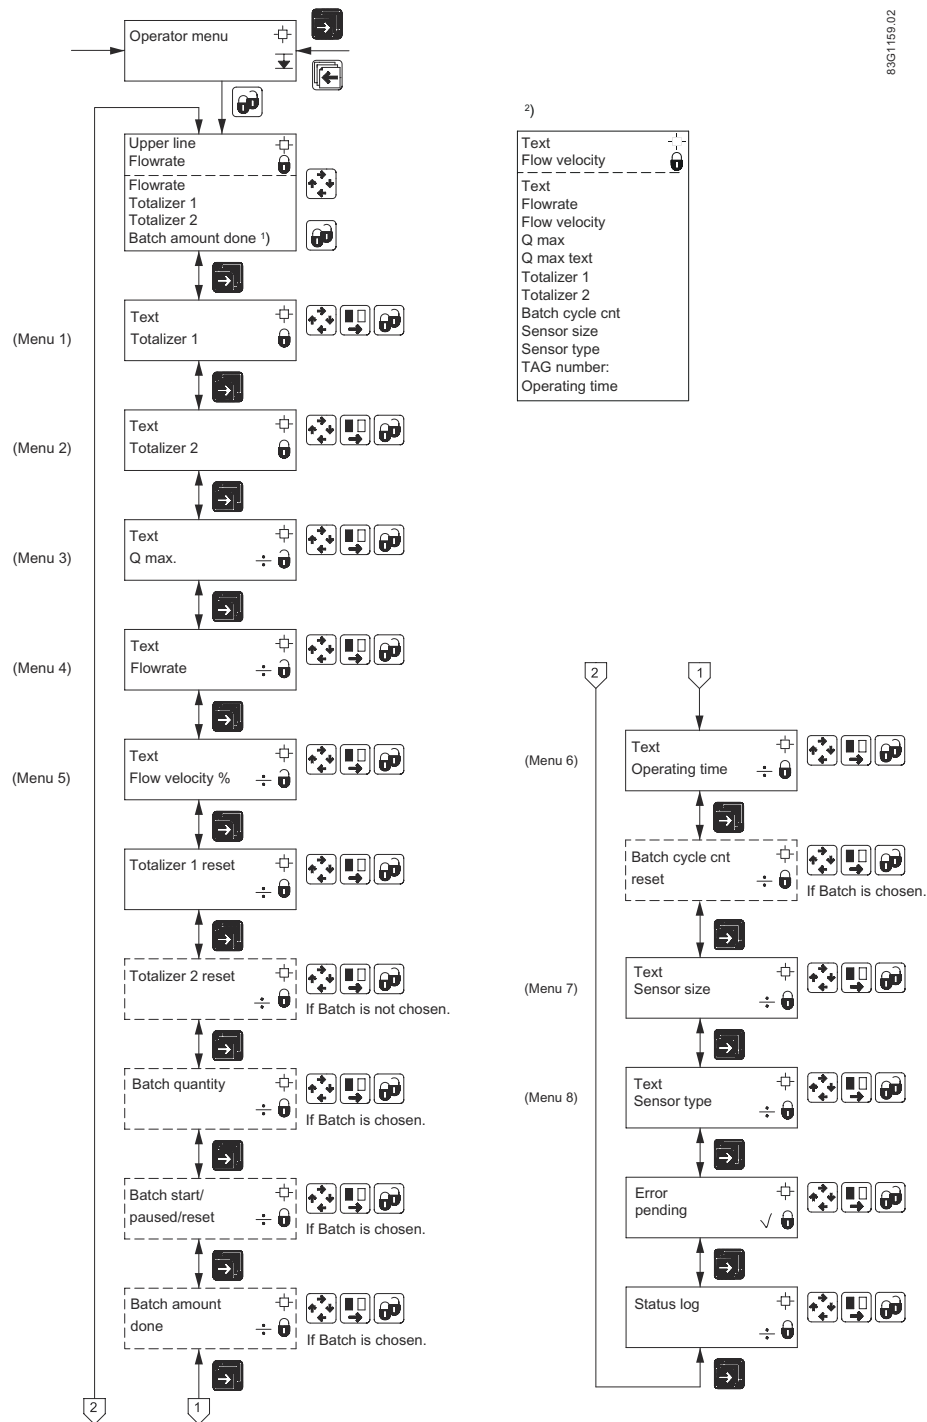 83G1159.02
Operator menu
Upper line
Flowrate
Flowrate
Totalizer 1
Totalizer 2
Batch amount done ¹)
(Menu 1)
Text
Totalizer 1
(Menu 2)
Text
Totalizer 2
(Menu 3)
Text
Q max.
(Menu 4)
Text
Flowrate
(Menu 5)
Text
Flow velocity %
Totalizer 1 reset
Totalizer 2 reset
If Batch is not chosen.
Batch quantity
If Batch is chosen.
Batch start/
paused/reset
If Batch is chosen.
Batch amount
done
If Batch is chosen.
2
1
²)
Text
Flow velocity
Text
Flowrate
Flow velocity
Q max
Q max text
Totalizer 1
Totalizer 2
Batch cycle cnt
Sensor size
Sensor type
TAG number:
Operating time
2
1
(Menu 6)
Text
Operating time
Batch cycle cnt
reset
If Batch is chosen.
(Menu 7)
Text
Sensor size
(Menu 8)
Text
Sensor type
Error
pending
Status log